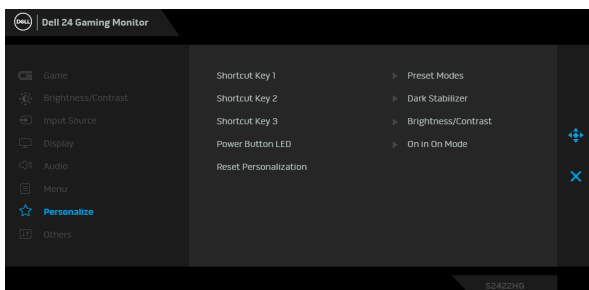 DELL Dell 24 Gaming Monitor
Game
Brightness/Contrast
Input Source
Display
Audio
Menu
Personalize
Others
Shortcut Key 1 Preset Modes
Shortcut Key 2 Dark Stabilizer
Shortcut Key 3 Brightness/Contrast
Power Button LED On in On Mode
Reset Personalization
S2422HG